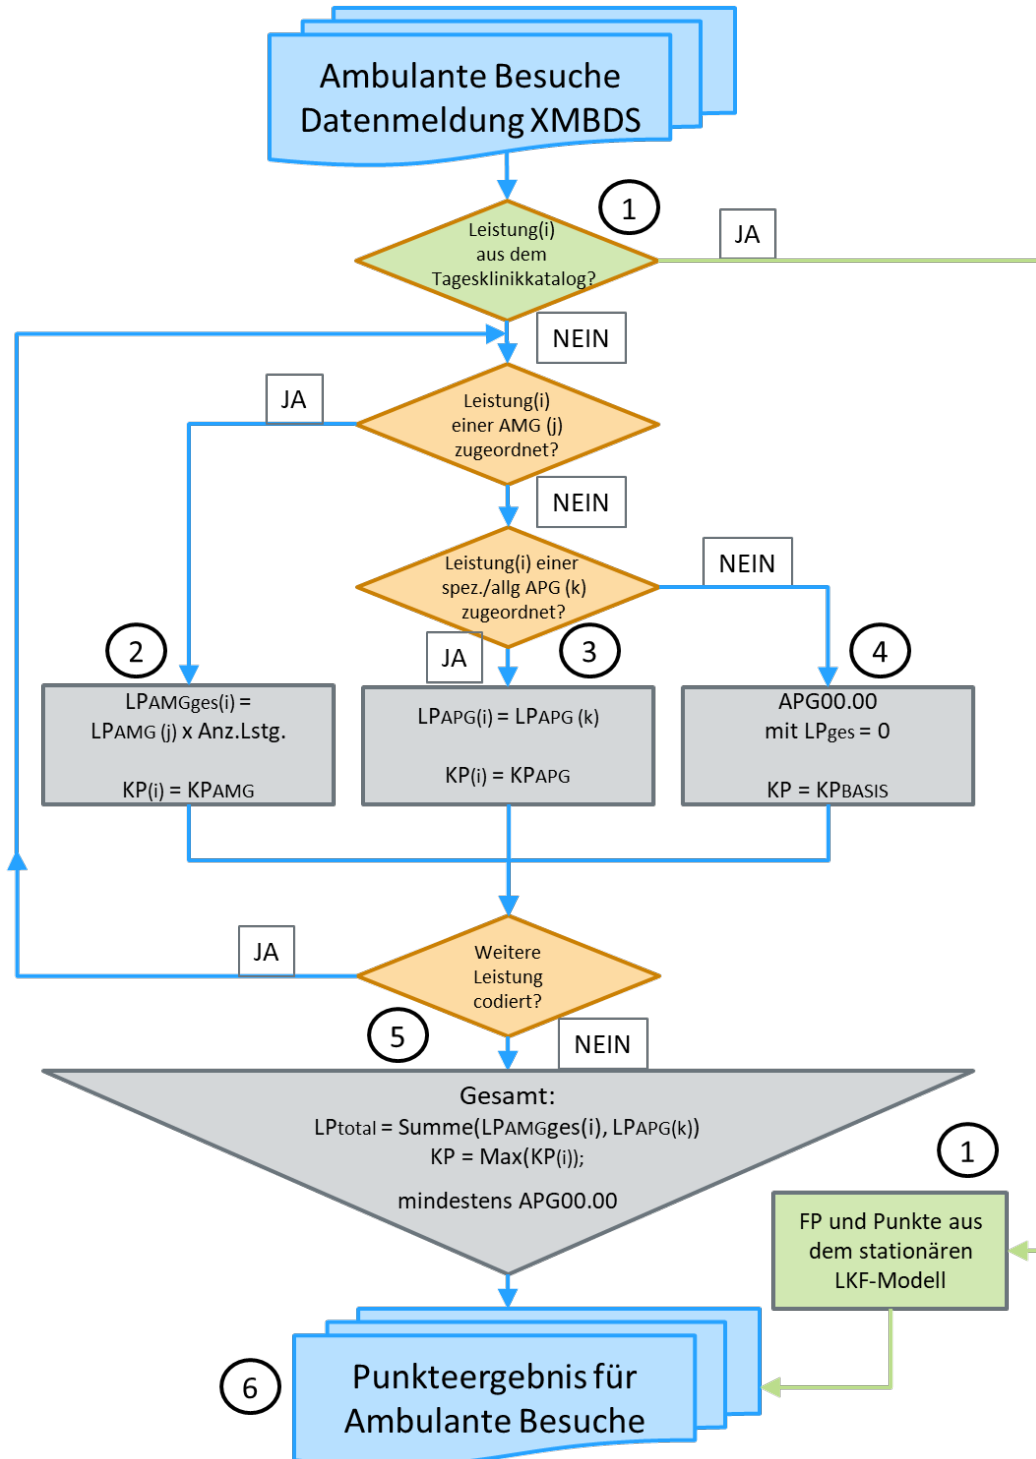 Ambulante Besuche
Datenmeldung XMBDS
1
Leistung(i)
aus dem
Tagesklinikkatalog?
JA
NEIN
JA
Leistung(i)
einer AMG (j)
zugeordnet?
NEIN
Leistung(i) einer
spez./allg APG (k)
zugeordnet?
NEIN
2
JA
3
4
LPAMGges(i) =
LPAMG (j) x Anz.Lstg.
KP(i) = KPAMG
LPAPG(i) = LPAPG (k)
KP(i) = KPAPG
APG00.00
mit LPges = 0
KP = KPBASIS
JA
Weitere
Leistung
codiert?
5
NEIN
Gesamt:
LPtotal = Summe(LPAMGges(i), LPAPG(k))
KP = Max(KP(i));
mindestens APG00.00
1
FP und Punkte aus
dem stationären
LKF-Modell
6
Punkteergebnis für
Ambulante Besuche